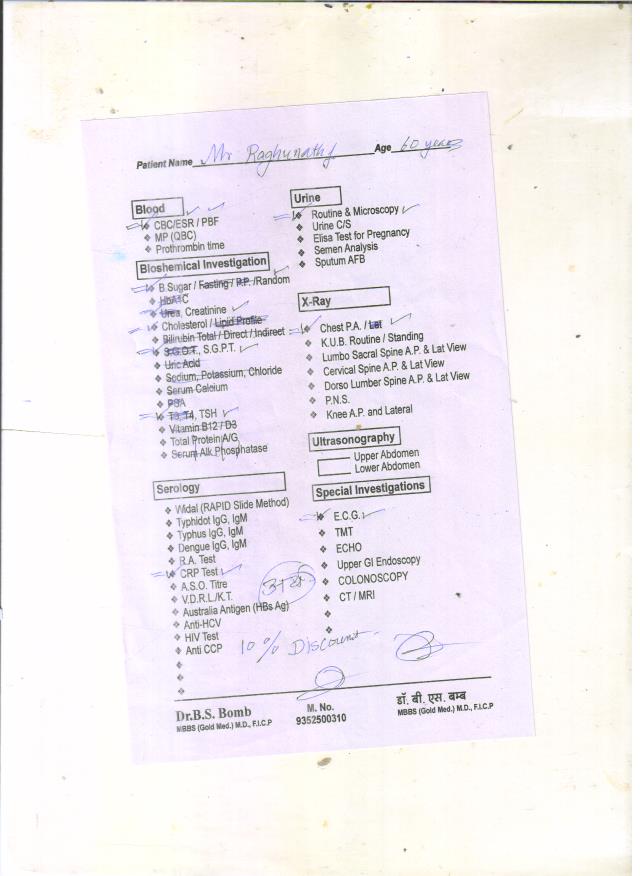 Patient Name Mr Raghunathj Age 60 years
Blood
CBC/ESR / PBF
MP (QBC)
Prothrombin time
Bioshemical Investigation
B.Sugar / Fasting / P.P. /Random
HbA1C
Urea, Creatinine
Cholesterol / Lipid Profile
Bilirubin Total / Direct / Indirect
S.G.O.T., S.G.P.T.
Uric Acid
Sodium, Potassium, Chloride
Serum Calcium
PSA
T3, T4, TSH
Vitamin B12 / D3
Total Protein A/G
Serum Alk Phosphatase
Serology
Widal (RAPID Slide Method)
Typhidot IgG, IgM
Typhus IgG, IgM
Dengue IgG, IgM
R.A. Test
CRP Test
A.S.O. Titre
V.D.R.L./K.T.
Australia Antigen (HBs Ag)
Anti-HCV
HIV Test
Anti CCP
Urine
Routine & Microscopy
Urine C/S
Elisa Test for Pregnancy
Semen Analysis
Sputum AFB
X-Ray
Chest P.A. / Lat
K.U.B. Routine / Standing
Lumbo Sacral Spine A.P. & Lat View
Cervical Spine A.P. & Lat View
Dorso Lumber Spine A.P. & Lat View
P.N.S.
Knee A.P. and Lateral
Ultrasonography
Upper Abdomen
Lower Abdomen
Special Investigations
E.C.G.
TMT
ECHO
Upper GI Endoscopy
COLONOSCOPY
CT / MRI
10% Discount
Dr.B.S. Bomb
MBBS (Gold Med.) M.D., F.I.C.P
M. No.
9352500310
डॉ. बी. एस. बम्ब
MBBS (Gold Med.) M.D., F.I.C.P